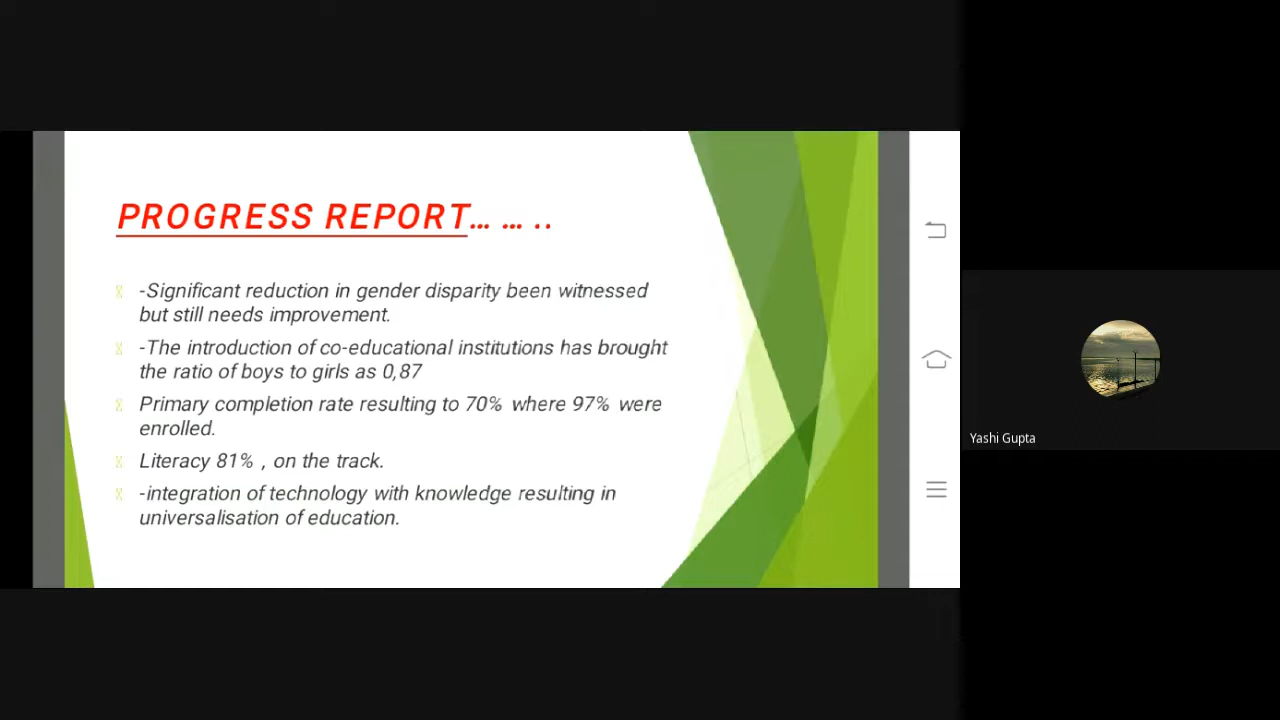 PROGRESS REPORT… … ..
-Significant reduction in gender disparity been witnessed
but still needs improvement.
-The introduction of co-educational institutions has brought
the ratio of boys to girls as 0,87
Primary completion rate resulting to 70% where 97% were
enrolled.
Literacy 81% , on the track.
-integration of technology with knowledge resulting in
universalisation of education.
Yashi Gupta